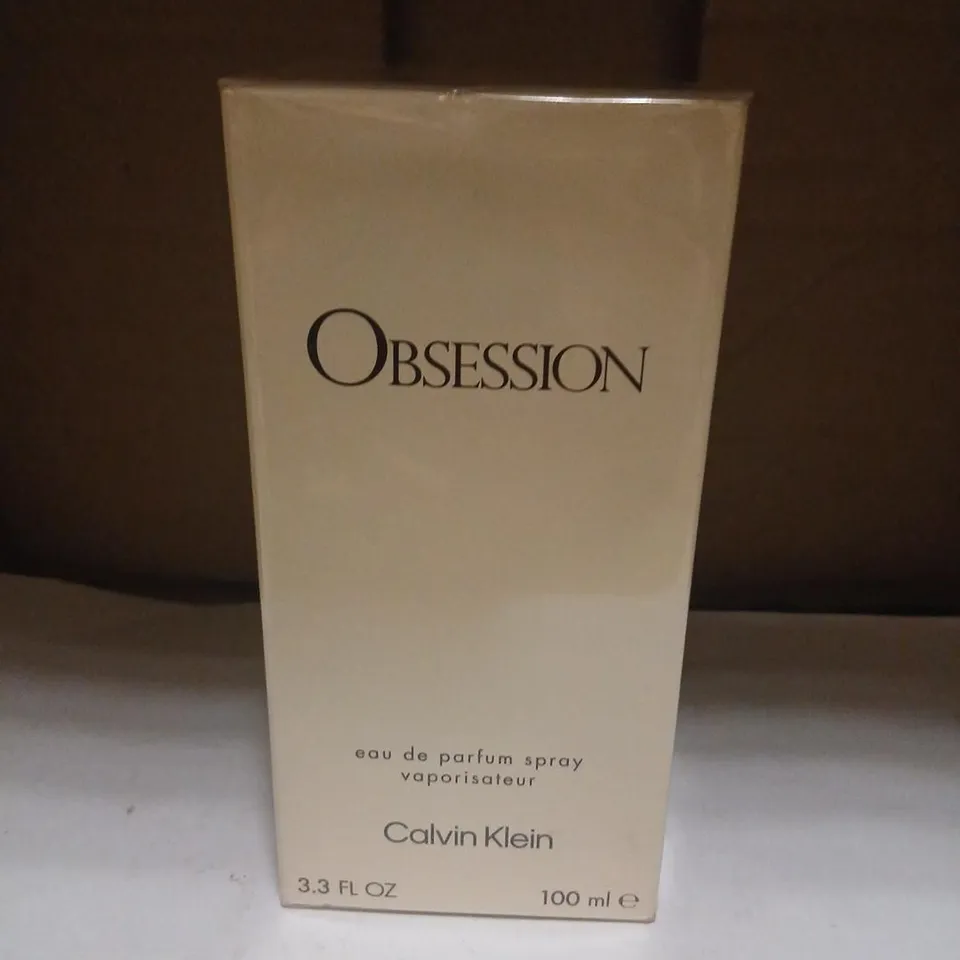 OBSESSION
eau de parfum spray
vaporisateur
Calvin Klein
3.3 FL OZ 100 ml ℮